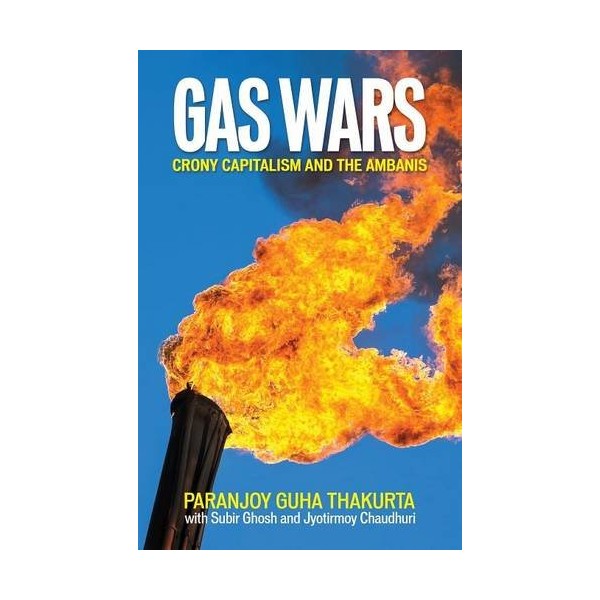 GAS WARS
CRONY CAPITALISM AND THE AMBANIS
PARANJOY GUHA THAKURTA
with Subir Ghosh and Jyotirmoy Chaudhuri